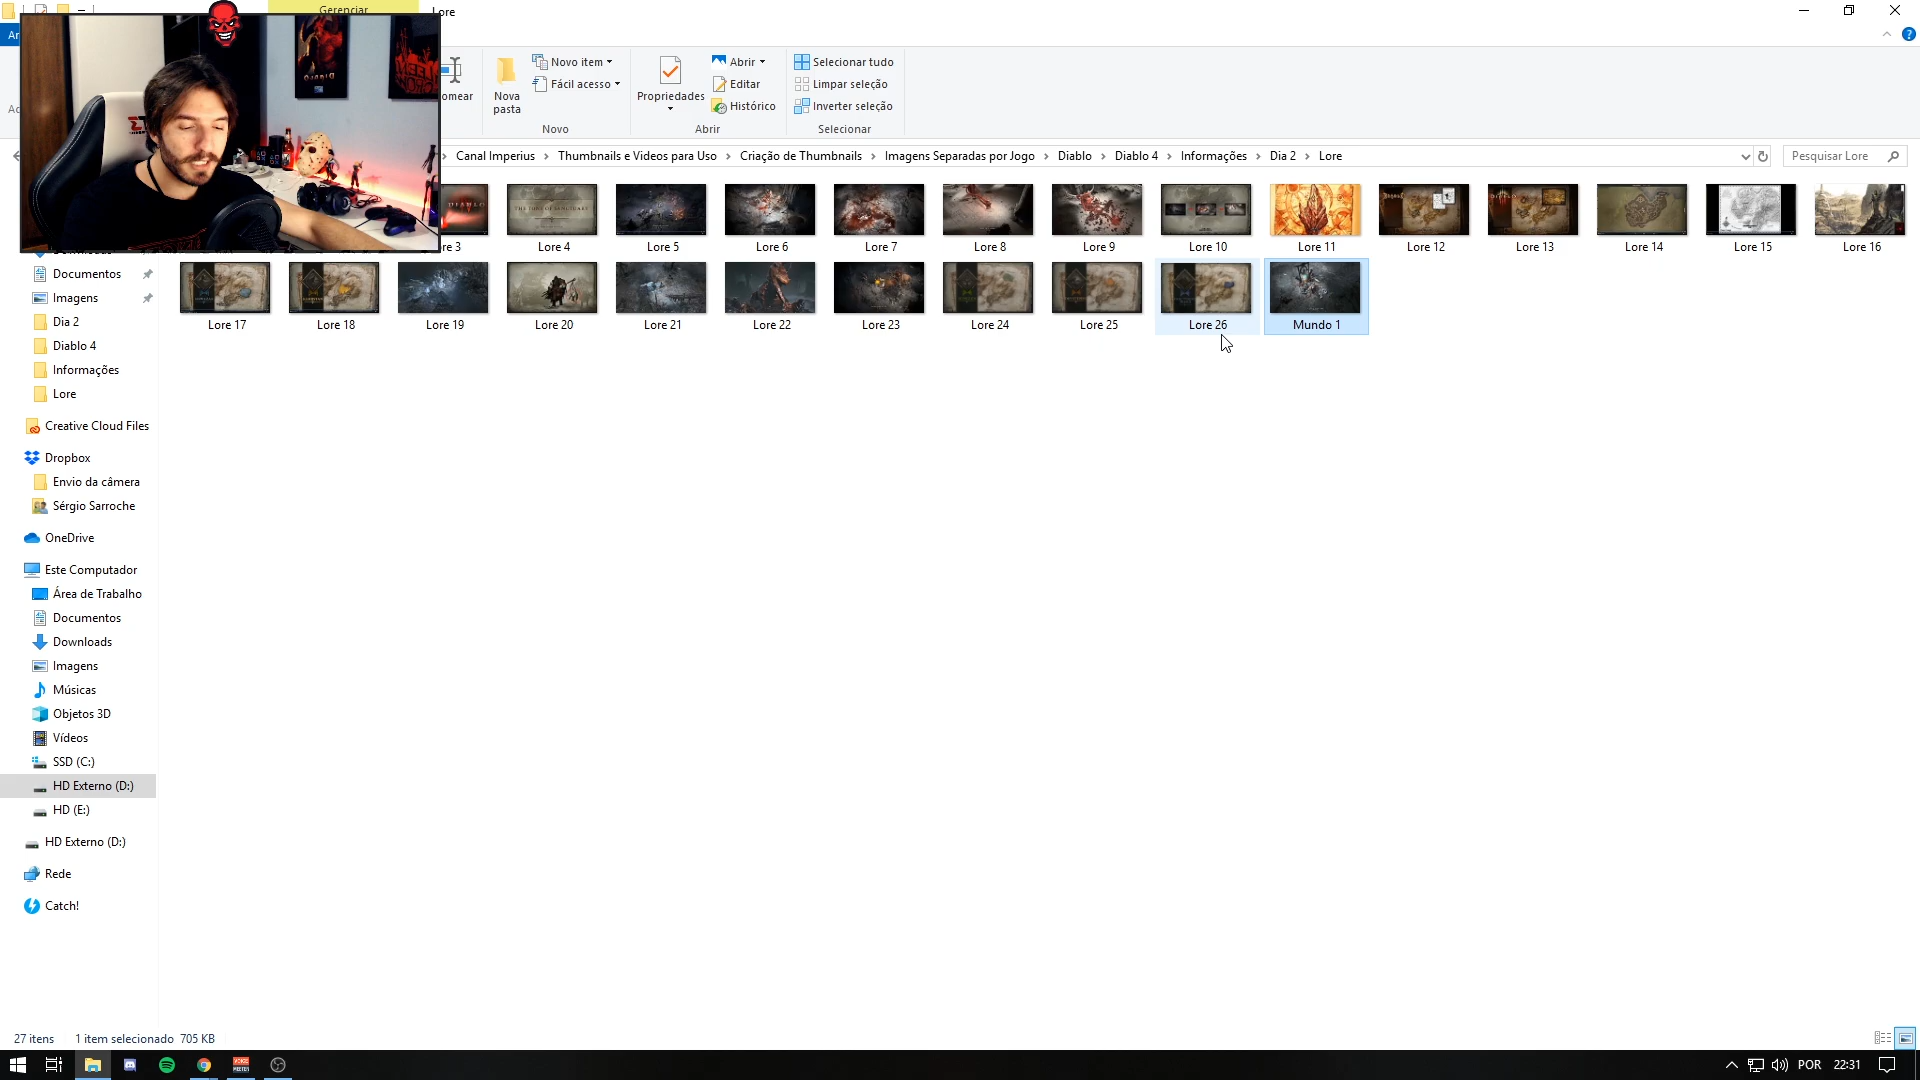 Gerenciar
Lore
Ar
Novo item
Abrir
Selecionar tudo
Fácil acesso
Editar
Limpar seleção
omear
Nova
pasta
Propriedades
Histórico
Inverter seleção
Novo
Abrir
Selecionar
Canal Imperius > Thumbnails e Videos para Uso > Criação de Thumbnails > Imagens Separadas por Jogo > Diablo > Diablo 4 > Informações > Dia 2 > Lore
Pesquisar Lore
re 3
Lore 4
Lore 5
Lore 6
Lore 7
Lore 8
Lore 9
Lore 10
Lore 11
Lore 12
Lore 13
Lore 14
Lore 15
Lore 16
Lore 17
Lore 18
Lore 19
Lore 20
Lore 21
Lore 22
Lore 23
Lore 24
Lore 25
Lore 26
Mundo 1
Documentos
Imagens
Dia 2
Diablo 4
Informações
Lore
Creative Cloud Files
Dropbox
Envio da câmera
Sérgio Sarroche
OneDrive
Este Computador
Área de Trabalho
Documentos
Downloads
Imagens
Músicas
Objetos 3D
Vídeos
SSD (C:)
HD Externo (D:)
HD (E:)
HD Externo (D:)
Rede
Catch!
27 itens
1 item selecionado 705 KB
POR
22:31